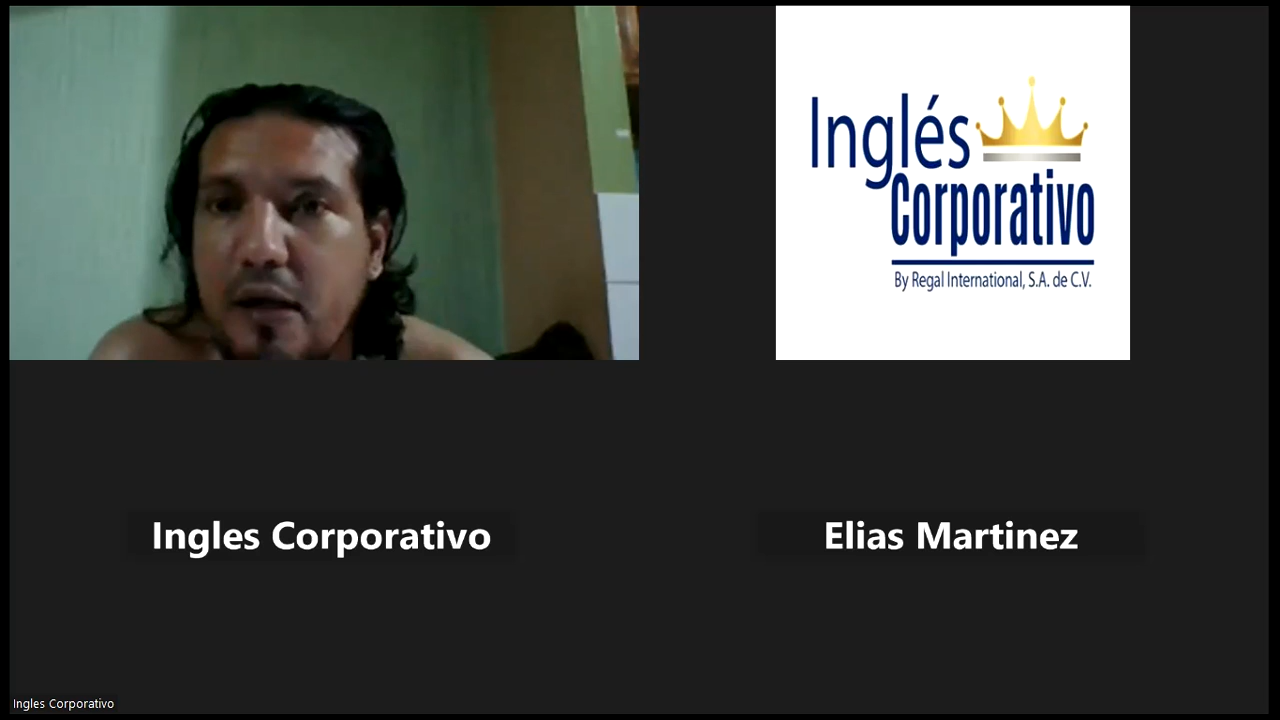 Inglés
Corporativo
By Regal International, S.A. de C.V.
Ingles Corporativo
Elias Martinez
Ingles Corporativo